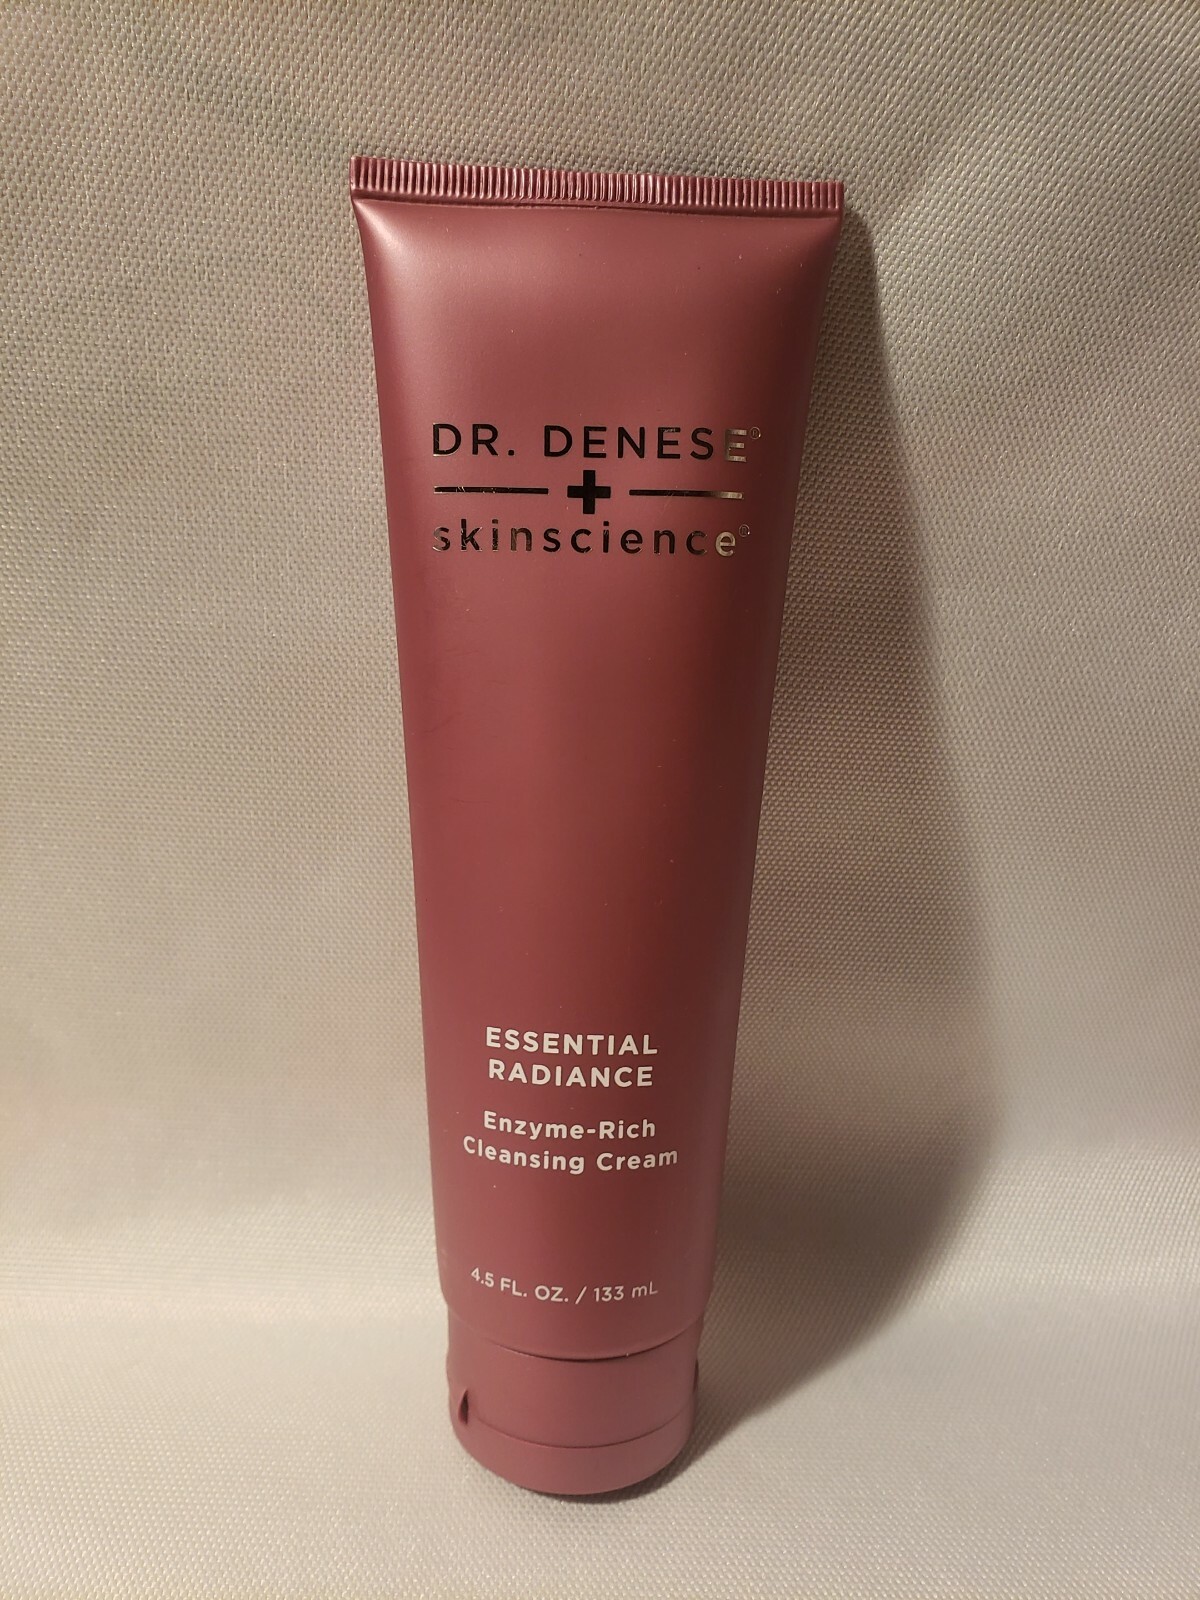 DR. DENESE®
+
skinscience®
ESSENTIAL
RADIANCE
Enzyme-Rich
Cleansing Cream
4.5 FL. OZ. / 133 mL